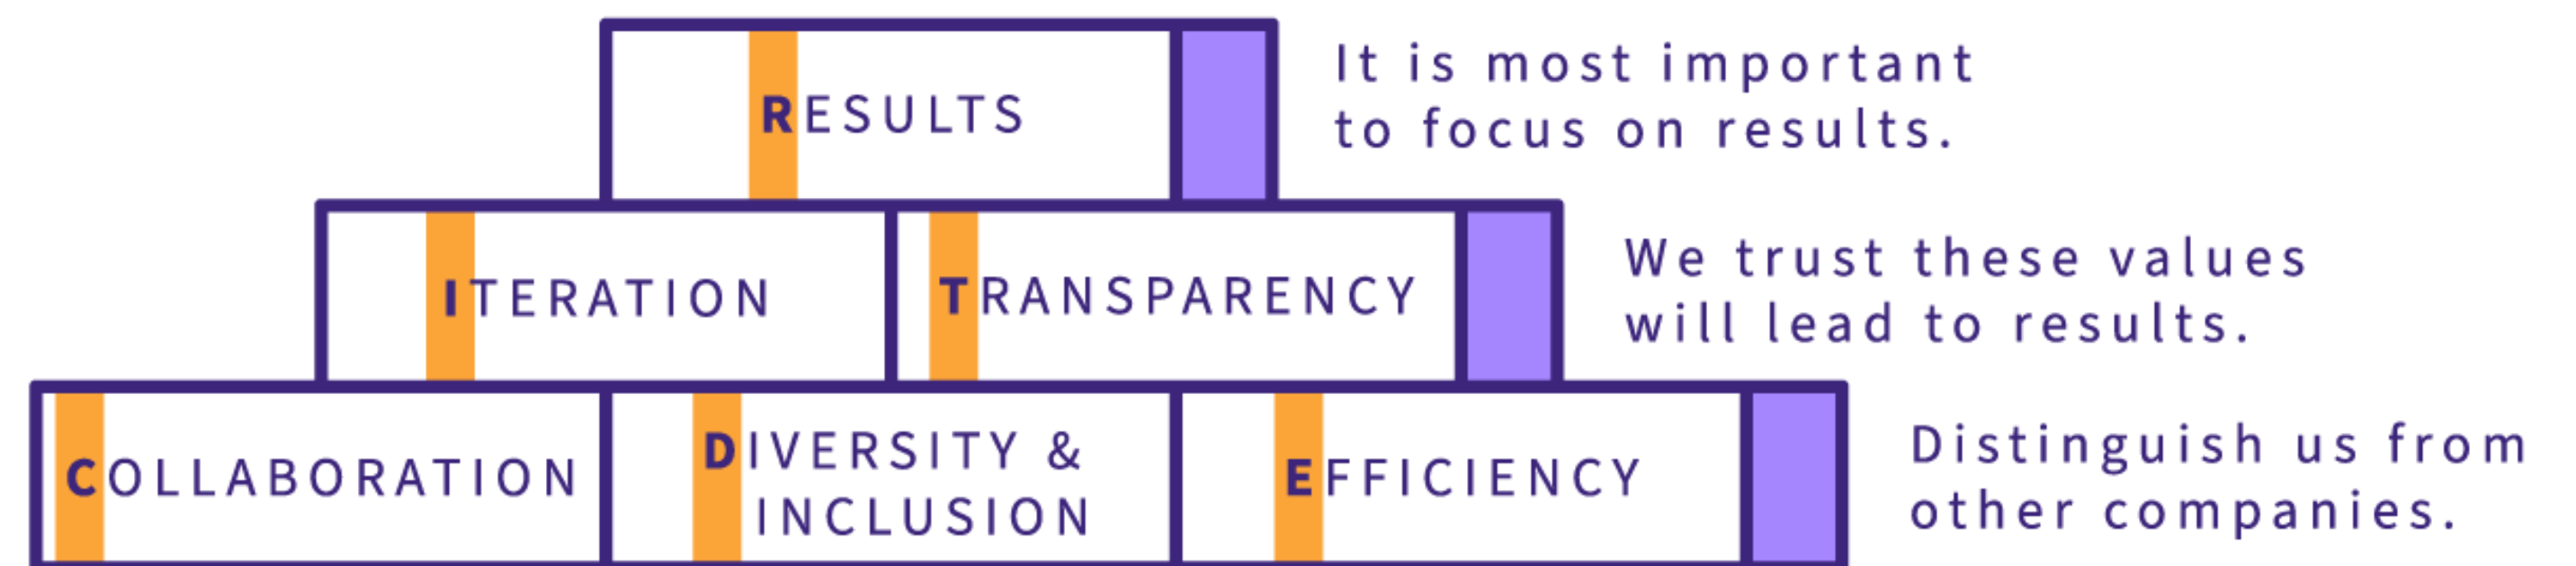 RESULTS
It is most important
to focus on results.
ITERATION
TRANSPARENCY
We trust these values
will lead to results.
COLLABORATION
DIVERSITY &
INCLUSION
EFFICIENCY
Distinguish us from
other companies.